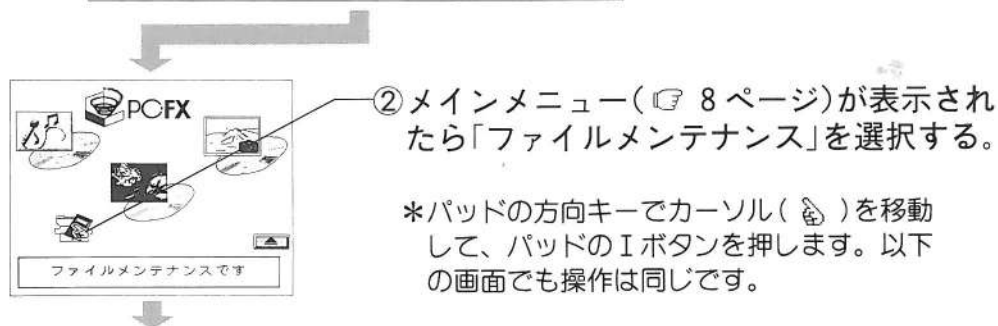 PCFX
②メインメニュー(☞ 8ページ)が表示され
たら「ファイルメンテナンス」を選択する。
*パッドの方向キーでカーソル( )を移動
して、パッドのIボタンを押します。以下
の画面でも操作は同じです。
ファイルメンテナンスです